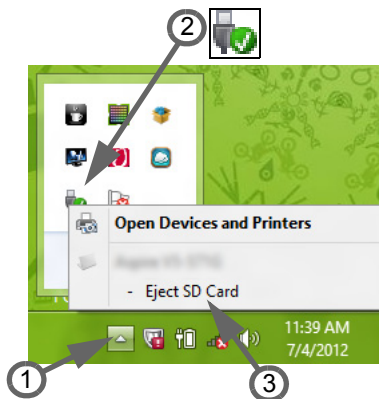 2
Open Devices and Printers
- Eject SD Card
11:39 AM
7/4/2012
1
3